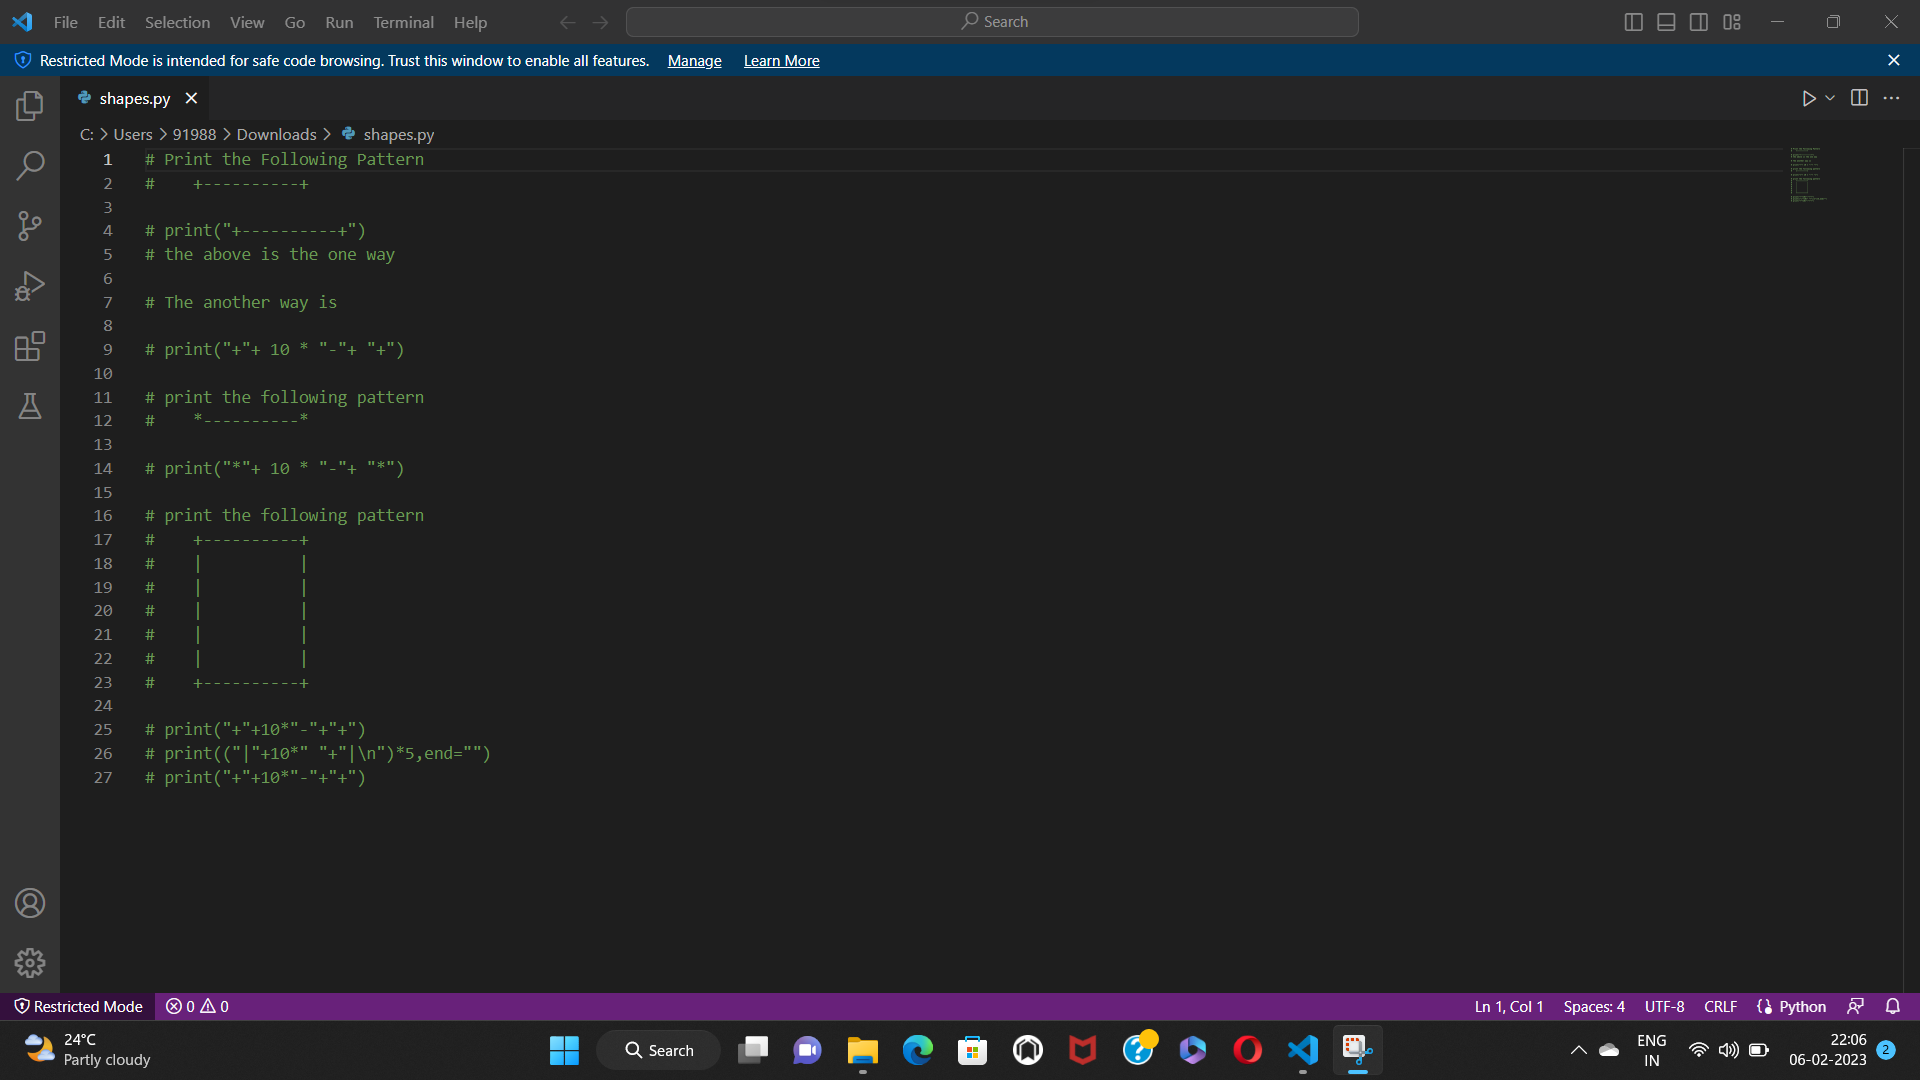 File Edit Selection View Go Run Terminal Help Search
Restricted Mode is intended for safe code browsing. Trust this window to enable all features. Manage Learn More
shapes.py
C: > Users > 91988 > Downloads > shapes.py
1 # Print the Following Pattern
2 #    +----------+
3
4 # print("+----------+")
5 # the above is the one way
6
7 # The another way is
8
9 # print("+"+ 10 * "-"+ "+")
10
11 # print the following pattern
12 #    *----------*
13
14 # print("*"+ 10 * "-"+ "*")
15
16 # print the following pattern
17 #    +----------+
18 #    |          |
19 #    |          |
20 #    |          |
21 #    |          |
22 #    |          |
23 #    +----------+
24
25 # print("+"+10*"-"+"+")
26 # print(("|"+10*" "+"|\n")*5,end="")
27 # print("+"+10*"-"+"+")
Restricted Mode 0 0 Ln 1, Col 1 Spaces: 4 UTF-8 CRLF Python
24°C
Partly cloudy
Search
ENG
IN
22:06
06-02-2023
2